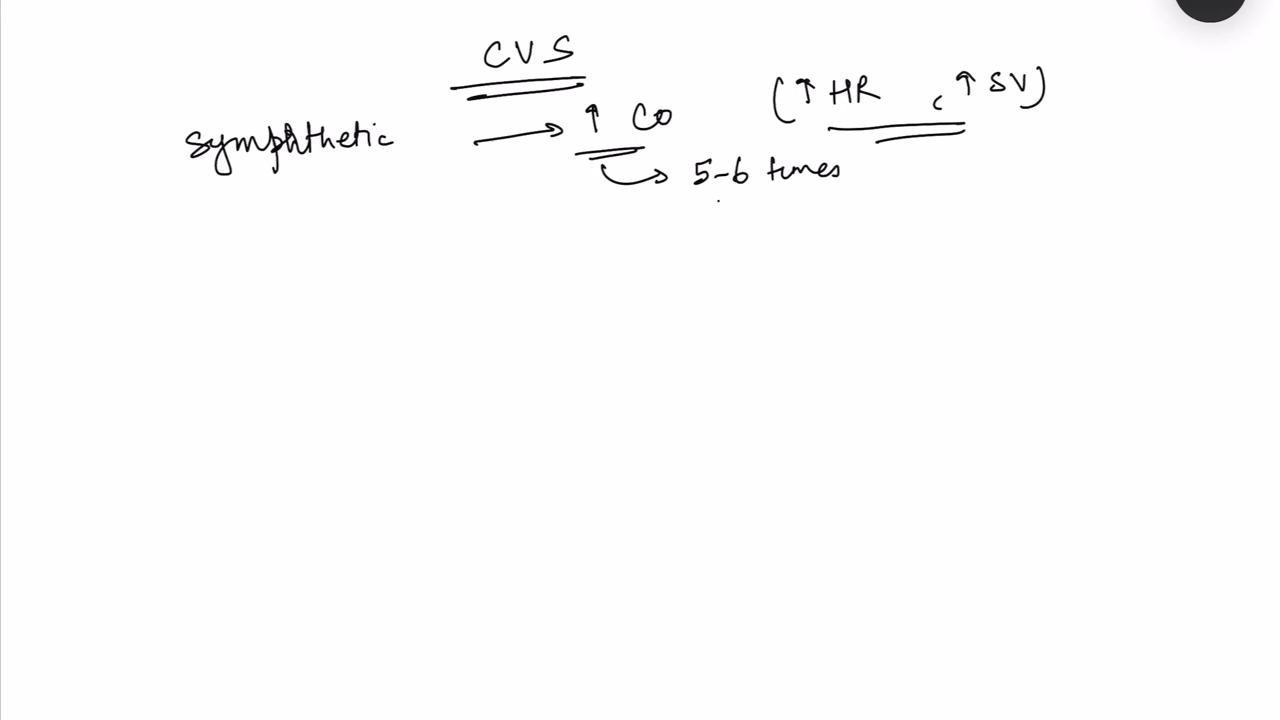 CVS
symphthetic → ↑ CO (↑ HR , ↑ SV)
↳ 5-6 times